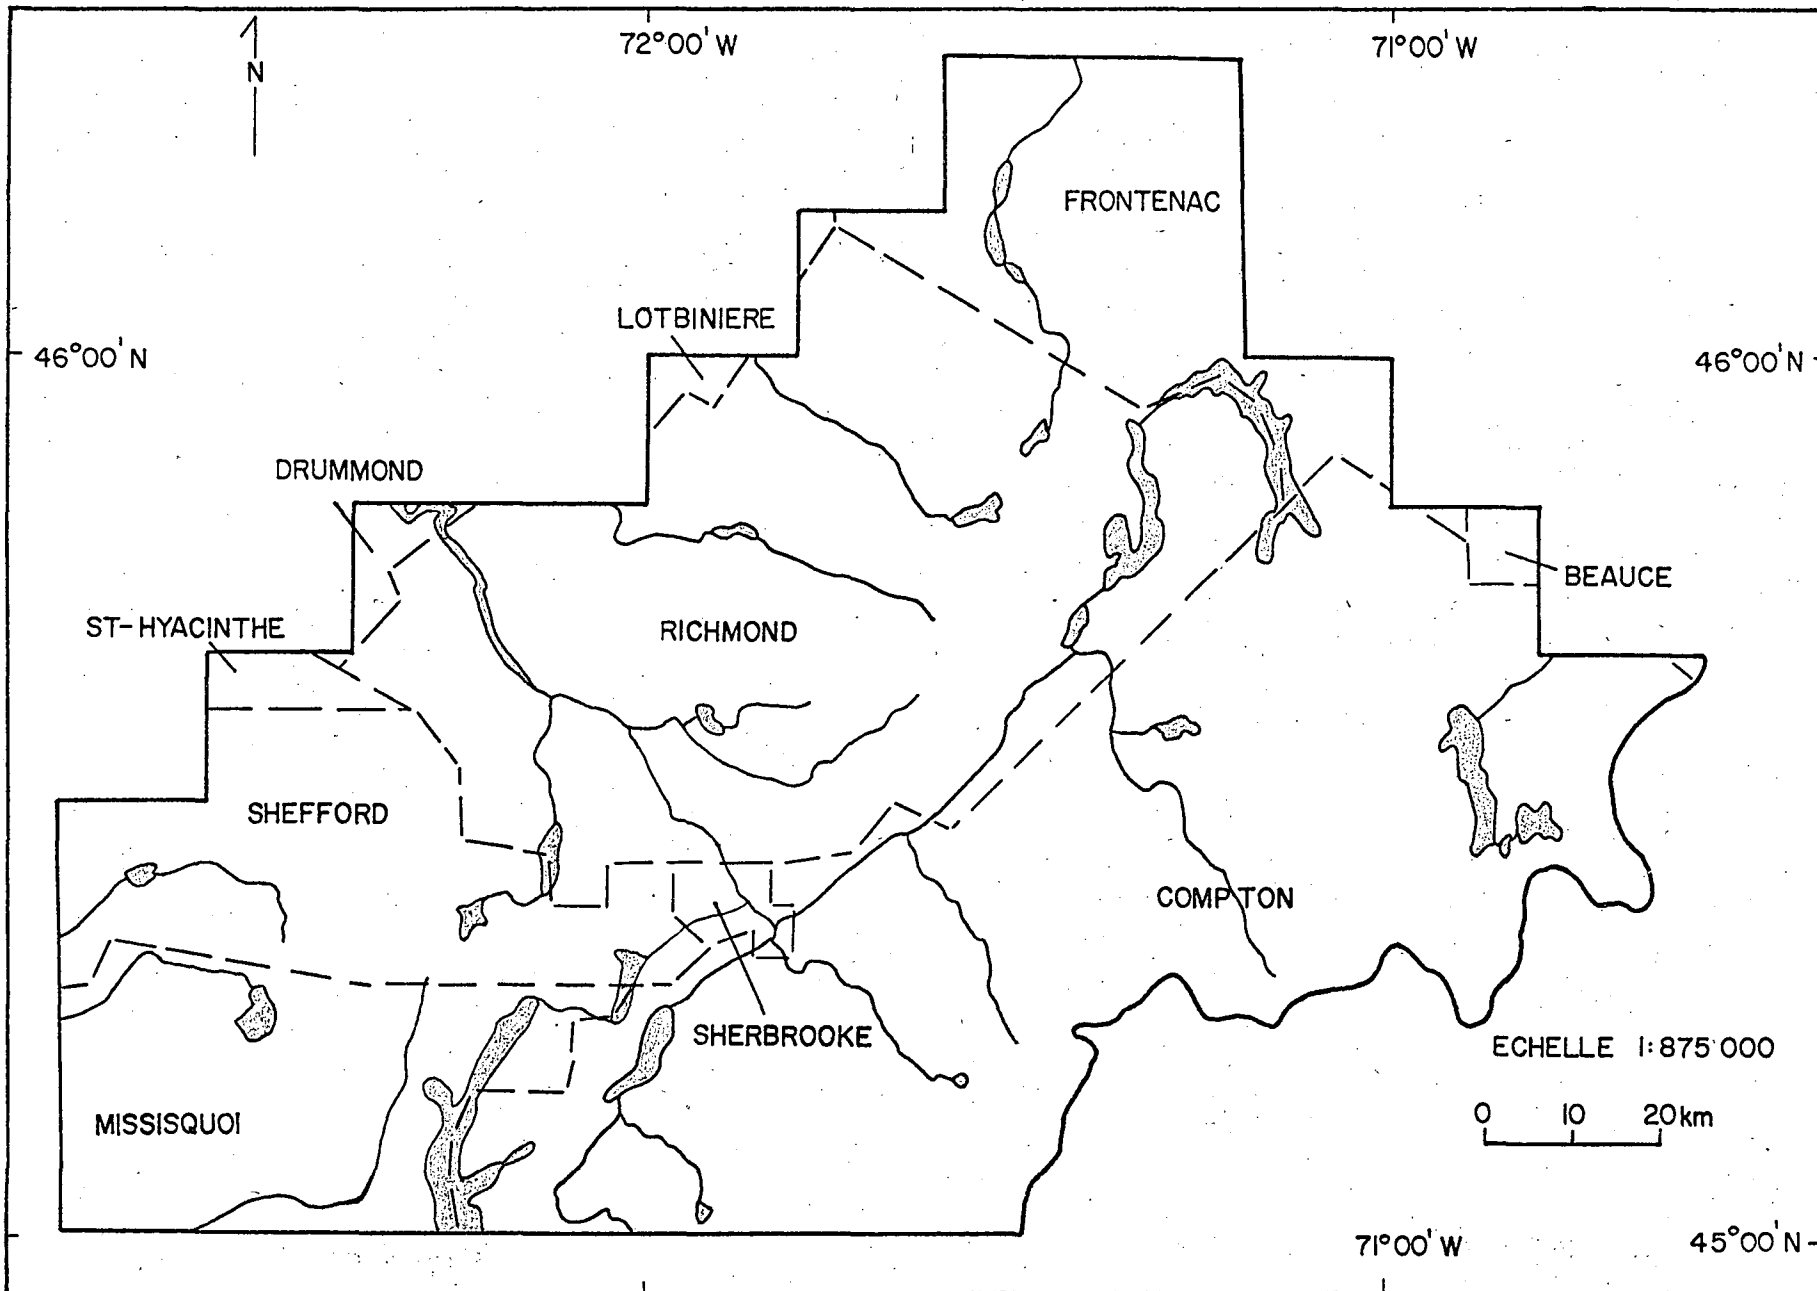 72°00'W
71°00'W
N
FRONTENAC
LOTBINIERE
46°00'N
46°00'N
DRUMMOND
BEAUCE
ST-HYACINTHE
RICHMOND
SHEFFORD
COMPTON
SHERBROOKE
ECHELLE 1:875 000
0 10 20km
MISSISQUOI
71°00'W
45°00'N